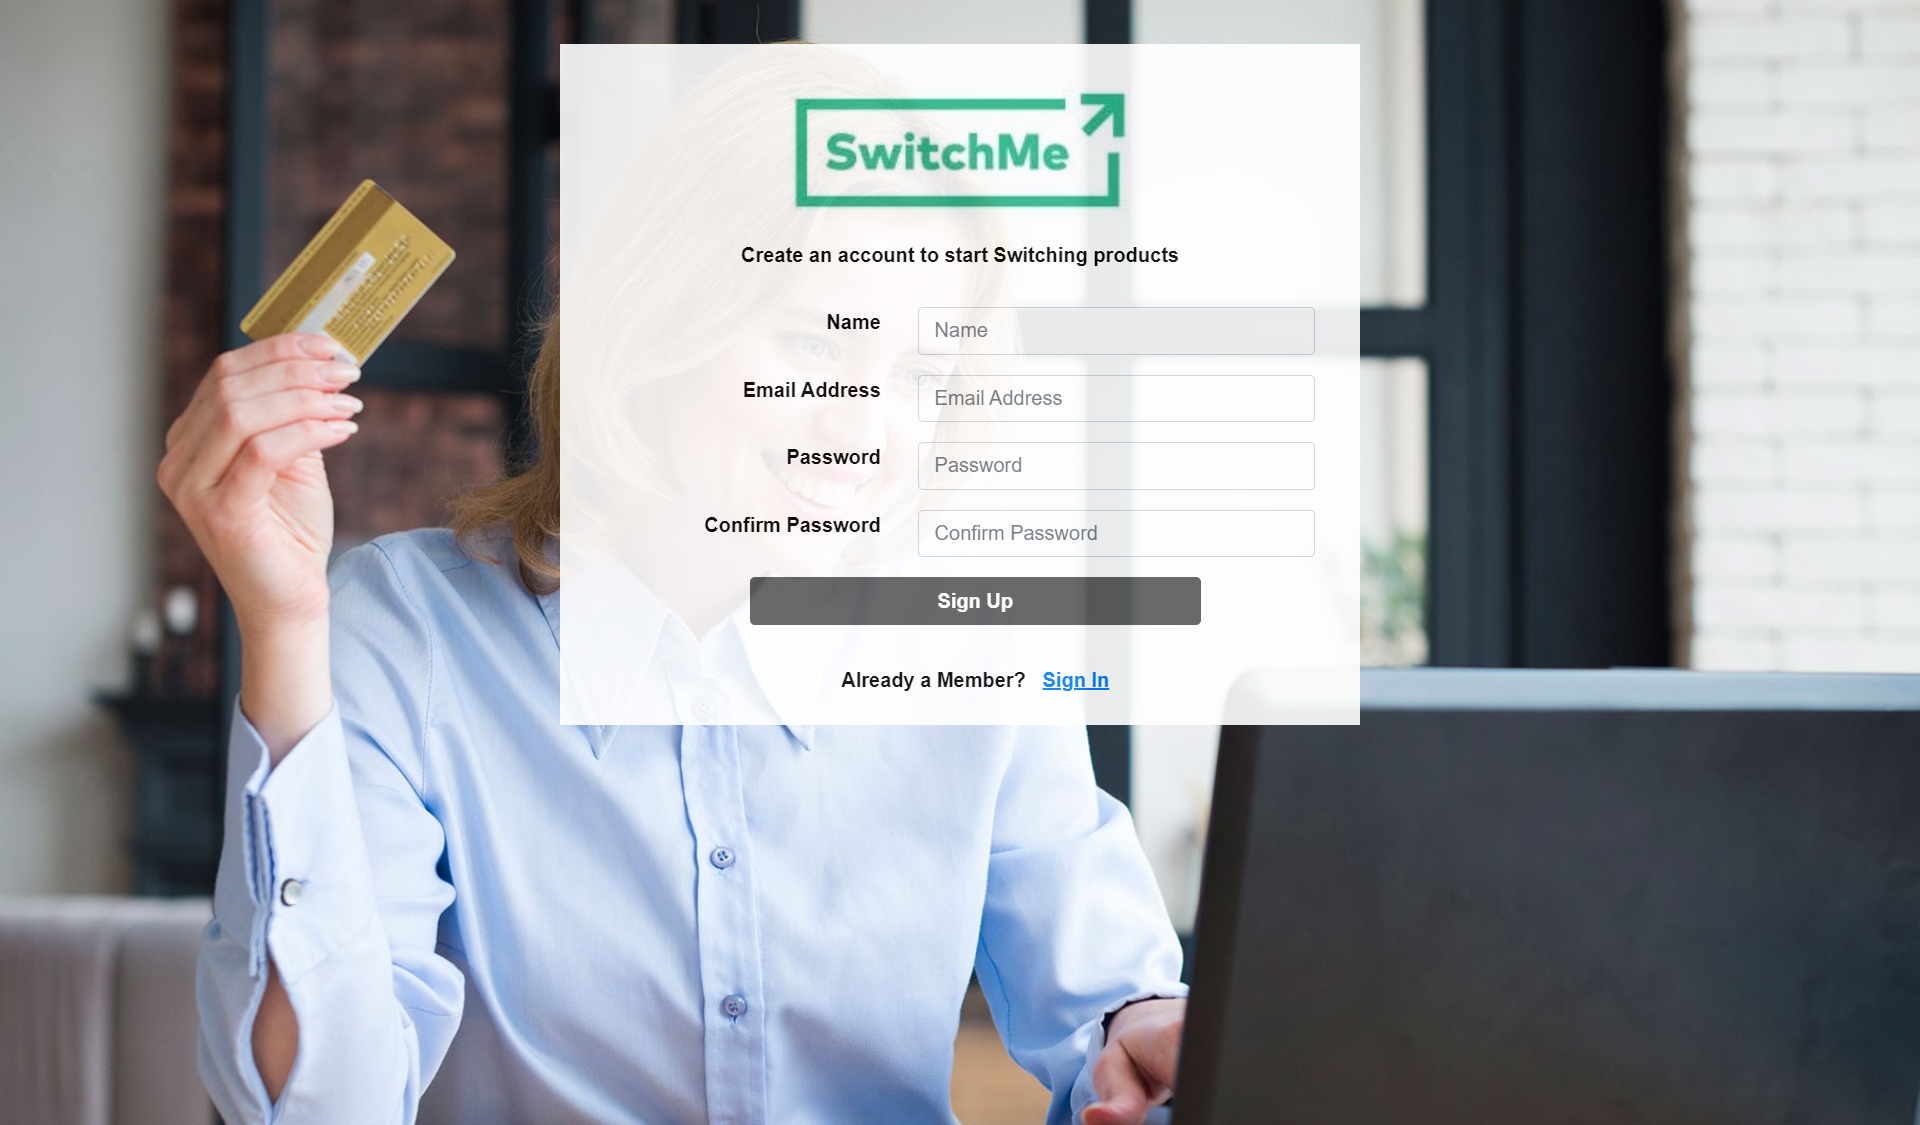 SwitchMe
Create an account to start Switching products
Name
Name
Email Address
Email Address
Password
Password
Confirm Password
Confirm Password
Sign Up
Already a Member? Sign In